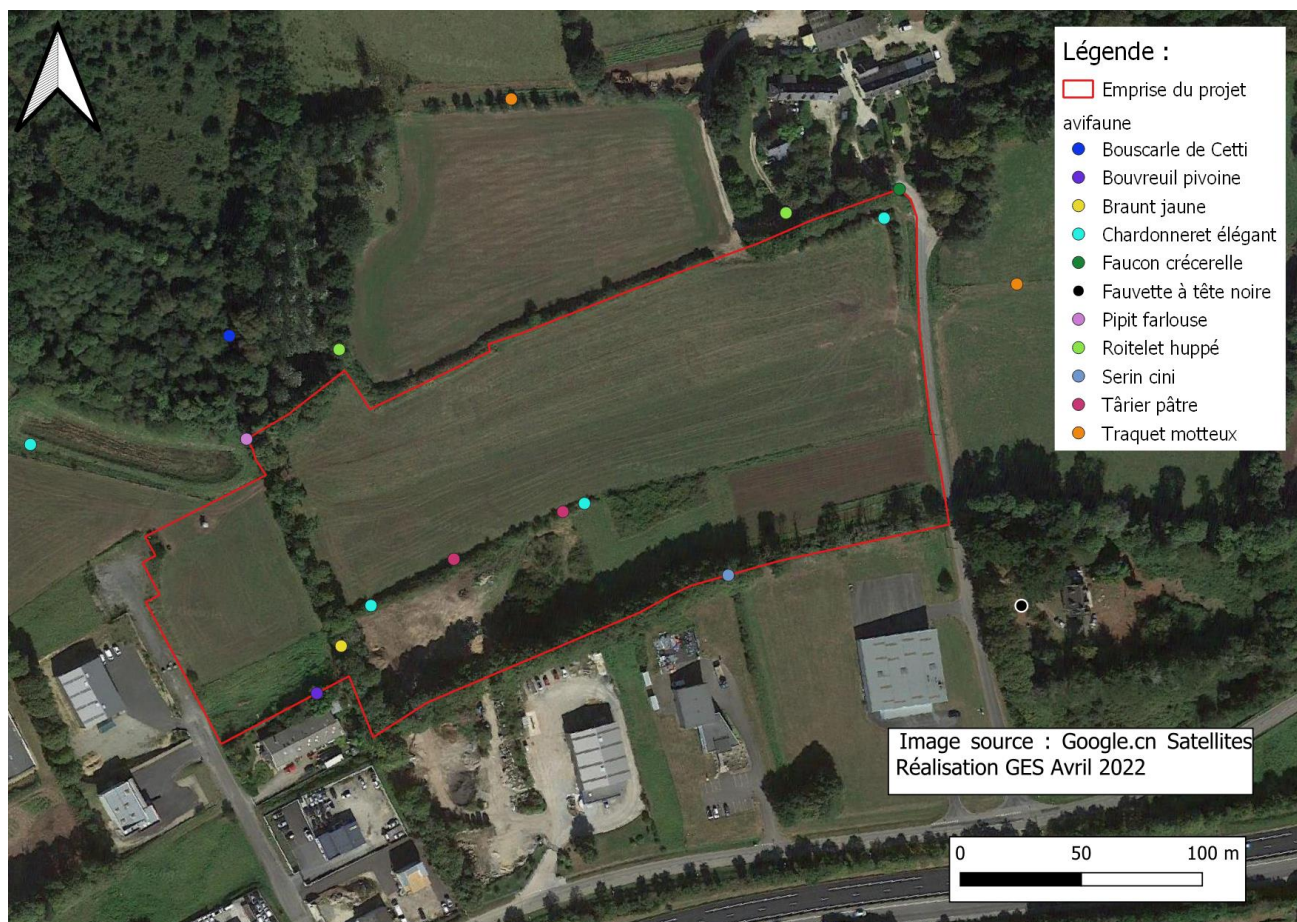 Légende :
Emprise du projet
avifaune
Bouscarle de Cetti
Bouvreuil pivoine
Braunt jaune
Chardonneret élégant
Faucon crécerelle
Fauvette à tête noire
Pipit farlouse
Roitelet huppé
Serin cini
Târier pâtre
Traquet motteux
Image source : Google.cn Satellites
Réalisation GES Avril 2022
0 50 100 m